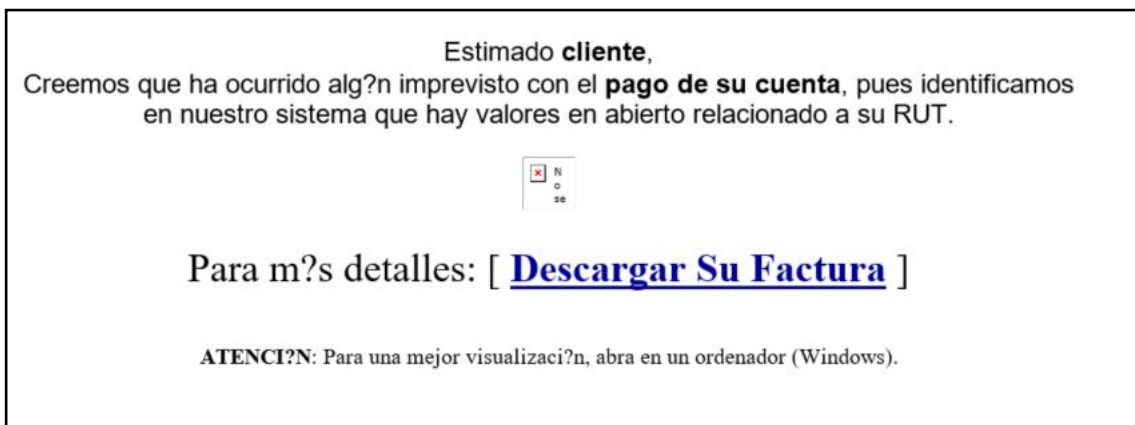 Estimado cliente,
Creemos que ha ocurrido alg?n imprevisto con el pago de su cuenta, pues identificamos
en nuestro sistema que hay valores en abierto relacionado a su RUT.
N
o
se
Para m?s detalles: [ Descargar Su Factura ]
ATENCI?N: Para una mejor visualizaci?n, abra en un ordenador (Windows).